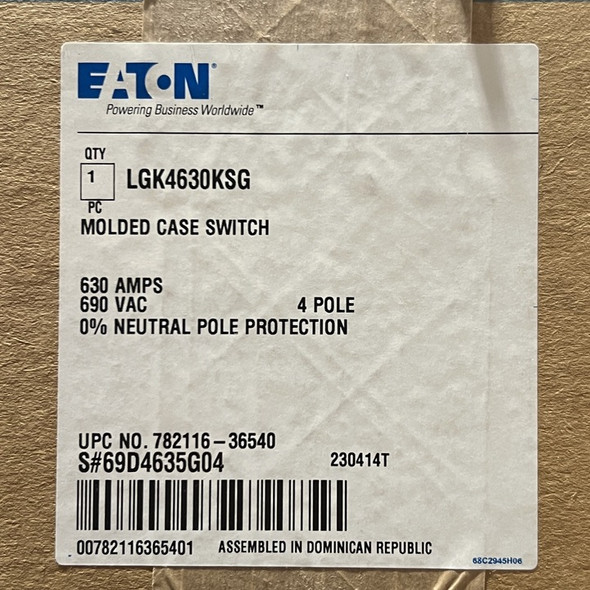 EATON
Powering Business Worldwide™
QTY
1 LGK4630KSG
PC
MOLDED CASE SWITCH
630 AMPS
690 VAC 4 POLE
0% NEUTRAL POLE PROTECTION
UPC NO. 782116-36540
S#69D4635G04 230414T
00782116365401 ASSEMBLED IN DOMINICAN REPUBLIC
68C2945H06